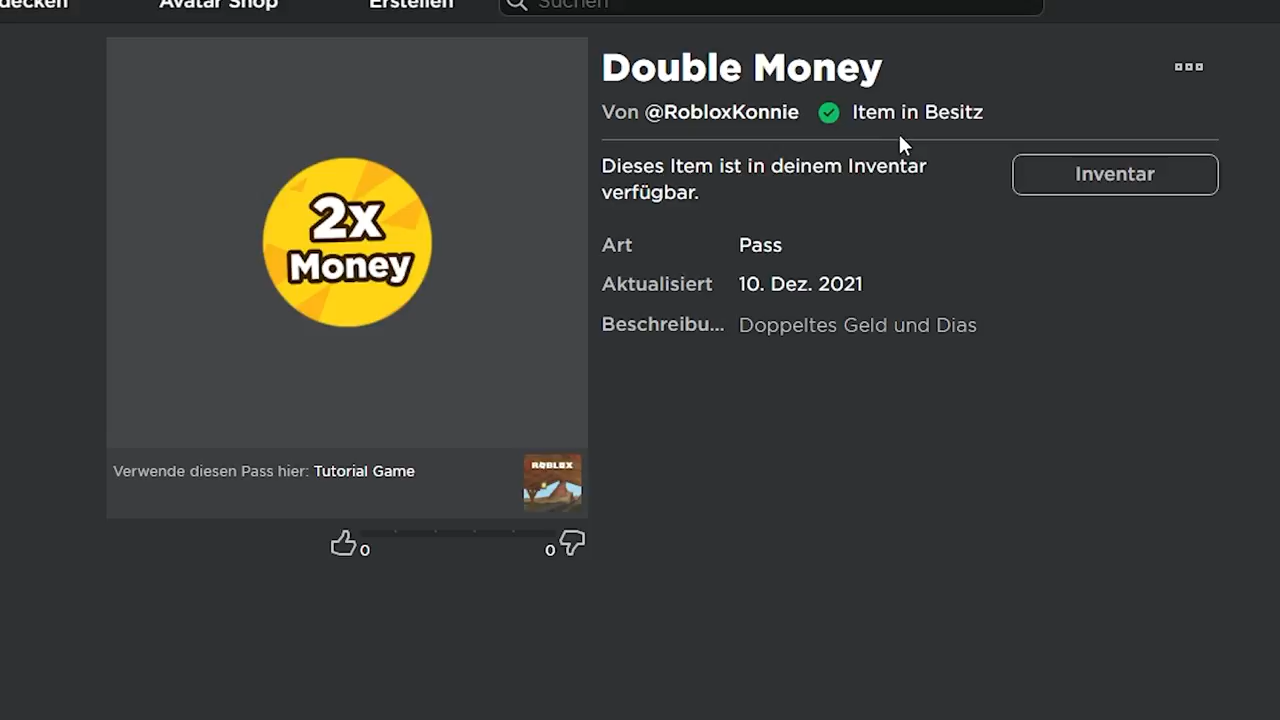 decken Avatar Shop Erstellen Suchen
Double Money
Von @RobloxKonnie Item in Besitz
Dieses Item ist in deinem Inventar
verfügbar.
Inventar
Art Pass
Aktualisiert 10. Dez. 2021
Beschreibu... Doppeltes Geld und Dias
2x
Money
Verwende diesen Pass hier: Tutorial Game
ROBLOX
0 0